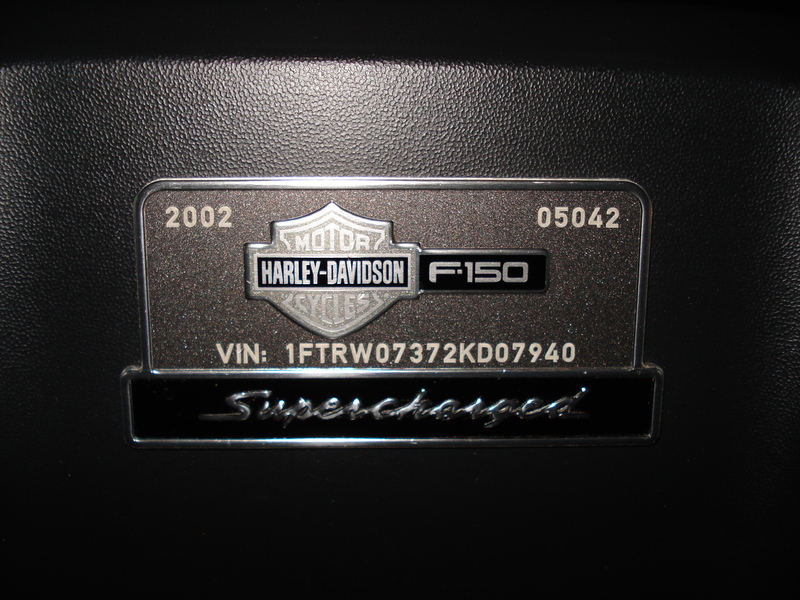 2002
05042
MOTOR
HARLEY-DAVIDSON
F-150
CYCLES
VIN: 1FTRW07372KD07940
Supercharged